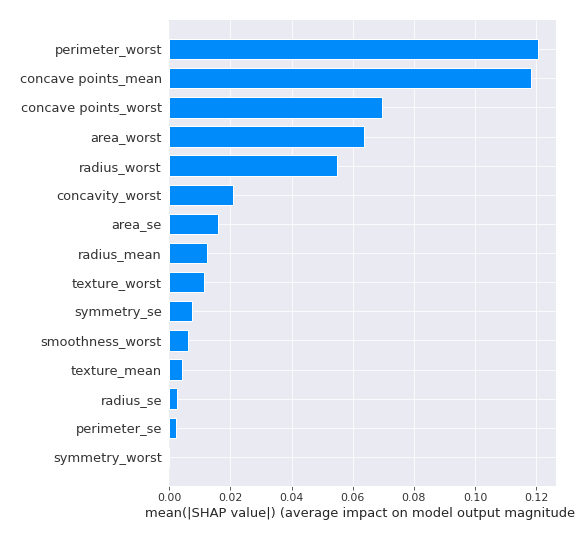 perimeter_worst
concave points_mean
concave points_worst
area_worst
radius_worst
concavity_worst
area_se
radius_mean
texture_worst
symmetry_se
smoothness_worst
texture_mean
radius_se
perimeter_se
symmetry_worst
0.00 0.02 0.04 0.06 0.08 0.10 0.12
mean(|SHAP value|) (average impact on model output magnitude